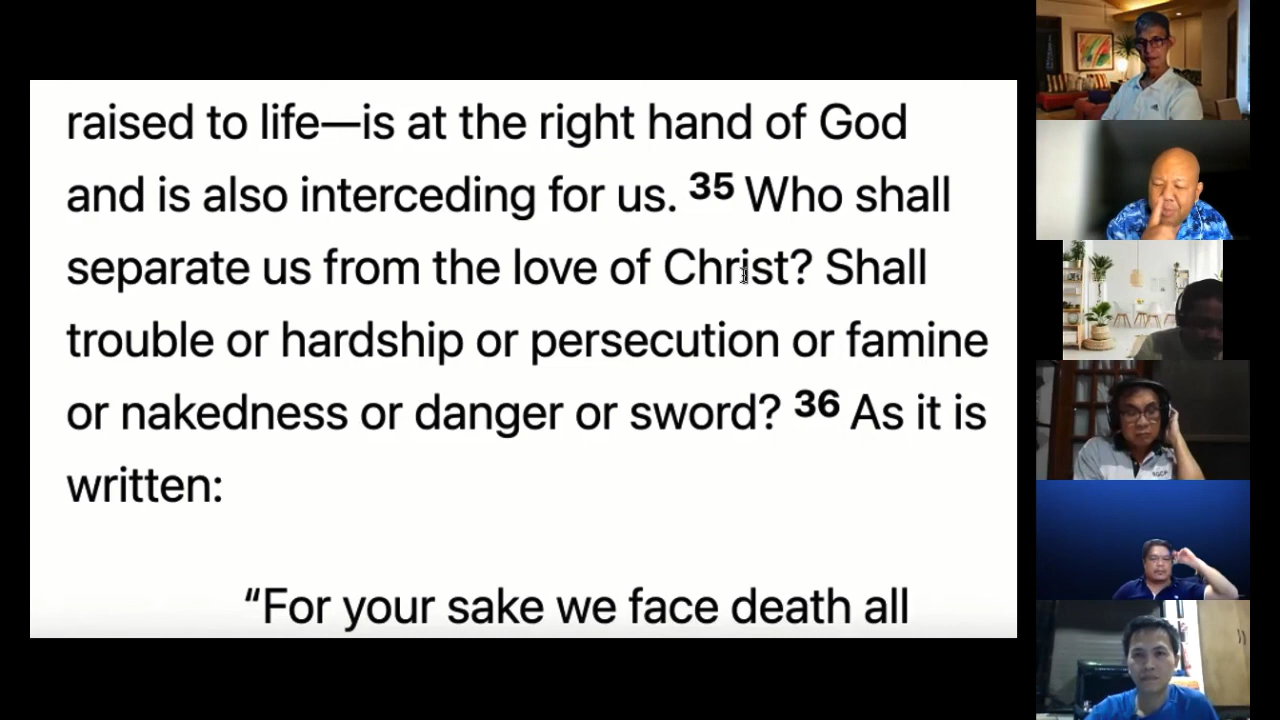 raised to life—is at the right hand of God
and is also interceding for us. 35 Who shall
separate us from the love of Christ? Shall
trouble or hardship or persecution or famine
or nakedness or danger or sword? 36 As it is
written:
“For your sake we face death all